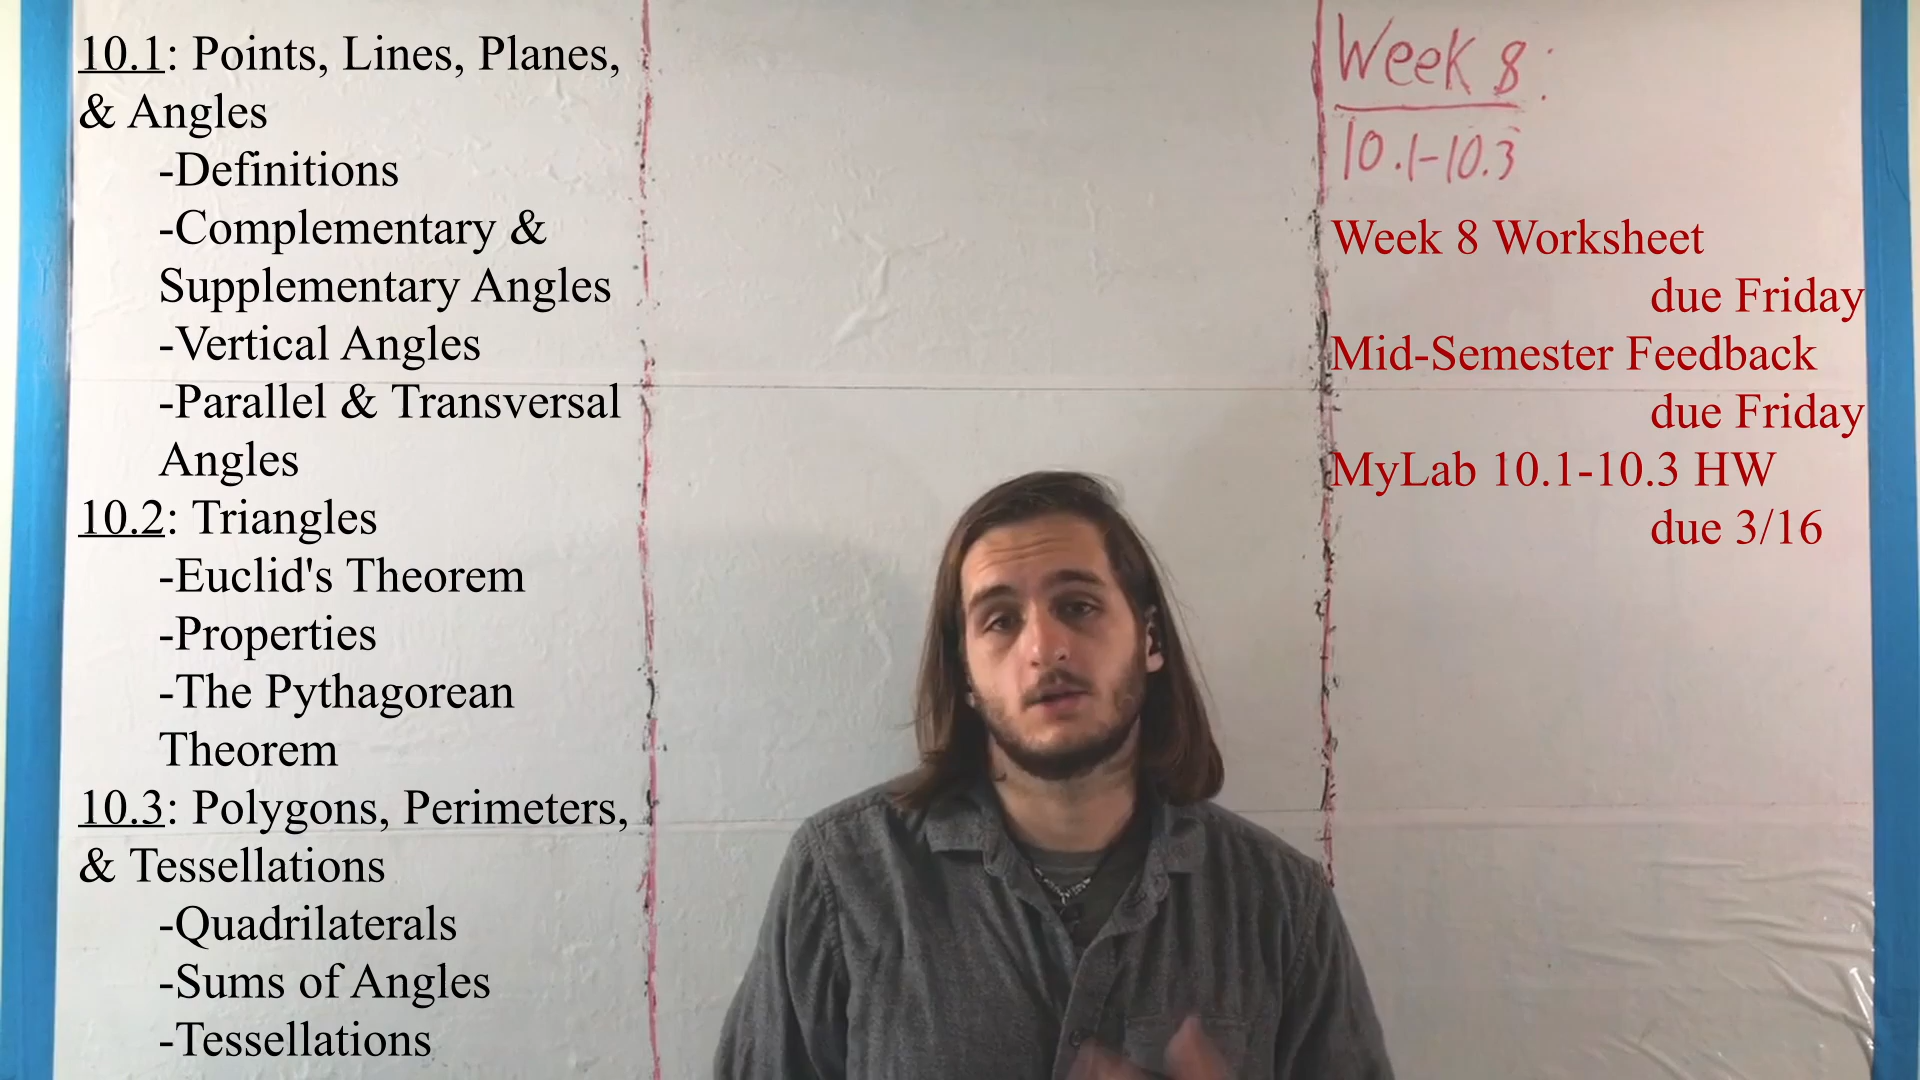 10.1: Points, Lines, Planes,
& Angles
-Definitions
-Complementary &
Supplementary Angles
-Vertical Angles
-Parallel & Transversal
Angles
10.2: Triangles
-Euclid's Theorem
-Properties
-The Pythagorean
Theorem
10.3: Polygons, Perimeters,
& Tessellations
-Quadrilaterals
-Sums of Angles
-Tessellations
Week 8:
10.1-10.3
Week 8 Worksheet
due Friday
Mid-Semester Feedback
due Friday
MyLab 10.1-10.3 HW
due 3/16